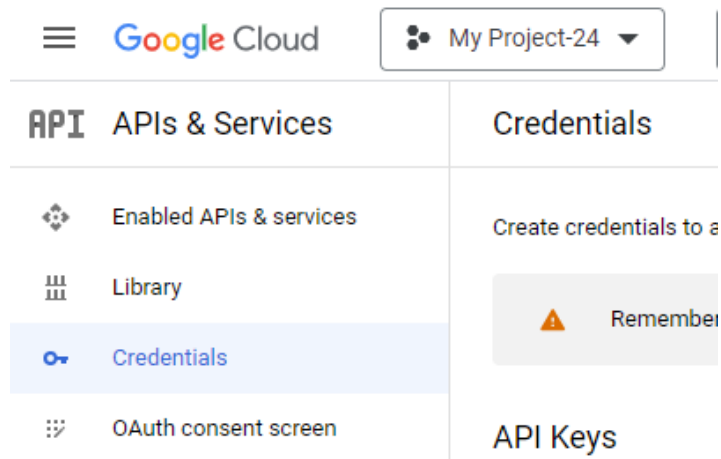 Google Cloud
My Project-24
API APIs & Services
Credentials
Enabled APIs & services
Library
Credentials
OAuth consent screen
Create credentials to a
Remember
API Keys